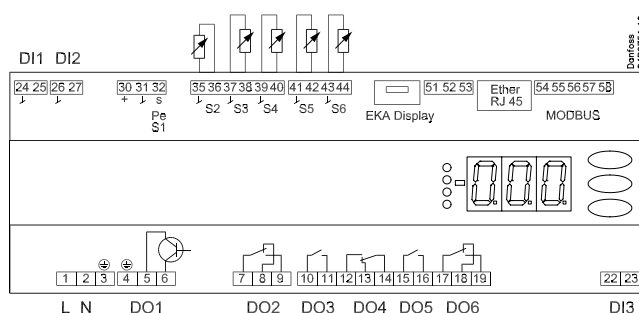 Danfoss
DI1 DI2
24 25 26 27 30 31 32 35 36 37 38 39 40 41 42 43 44 51 52 53 Ether 54 55 56 57 58
+ s S2 S3 S4 S5 S6 RJ 45
Pe EKA Display MODBUS
S1
0.0.0.
1 2 3 4 5 6 7 8 9 10 11 12 13 14 15 16 17 18 19 22 23
L N DO1 DO2 DO3 DO4 DO5 DO6 DI3